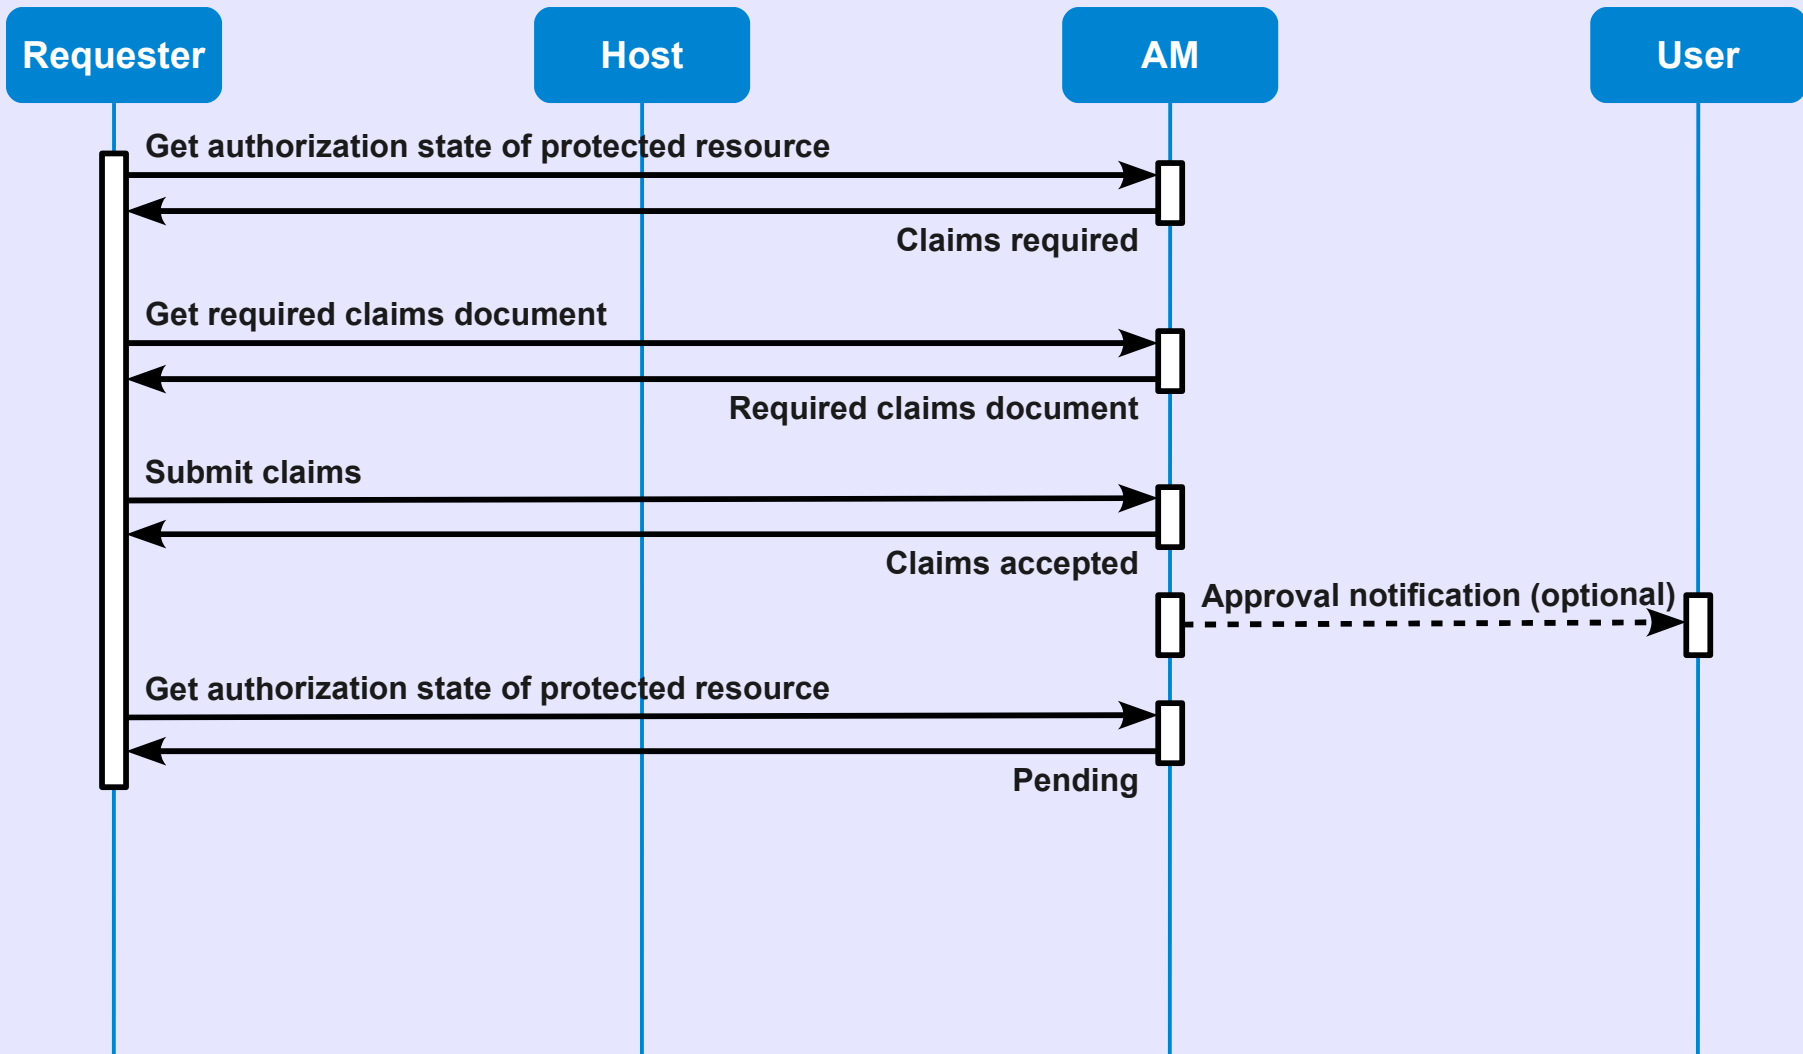 Requester
Host
AM
User
Get authorization state of protected resource
Claims required
Get required claims document
Required claims document
Submit claims
Claims accepted
Approval notification (optional)
Get authorization state of protected resource
Pending